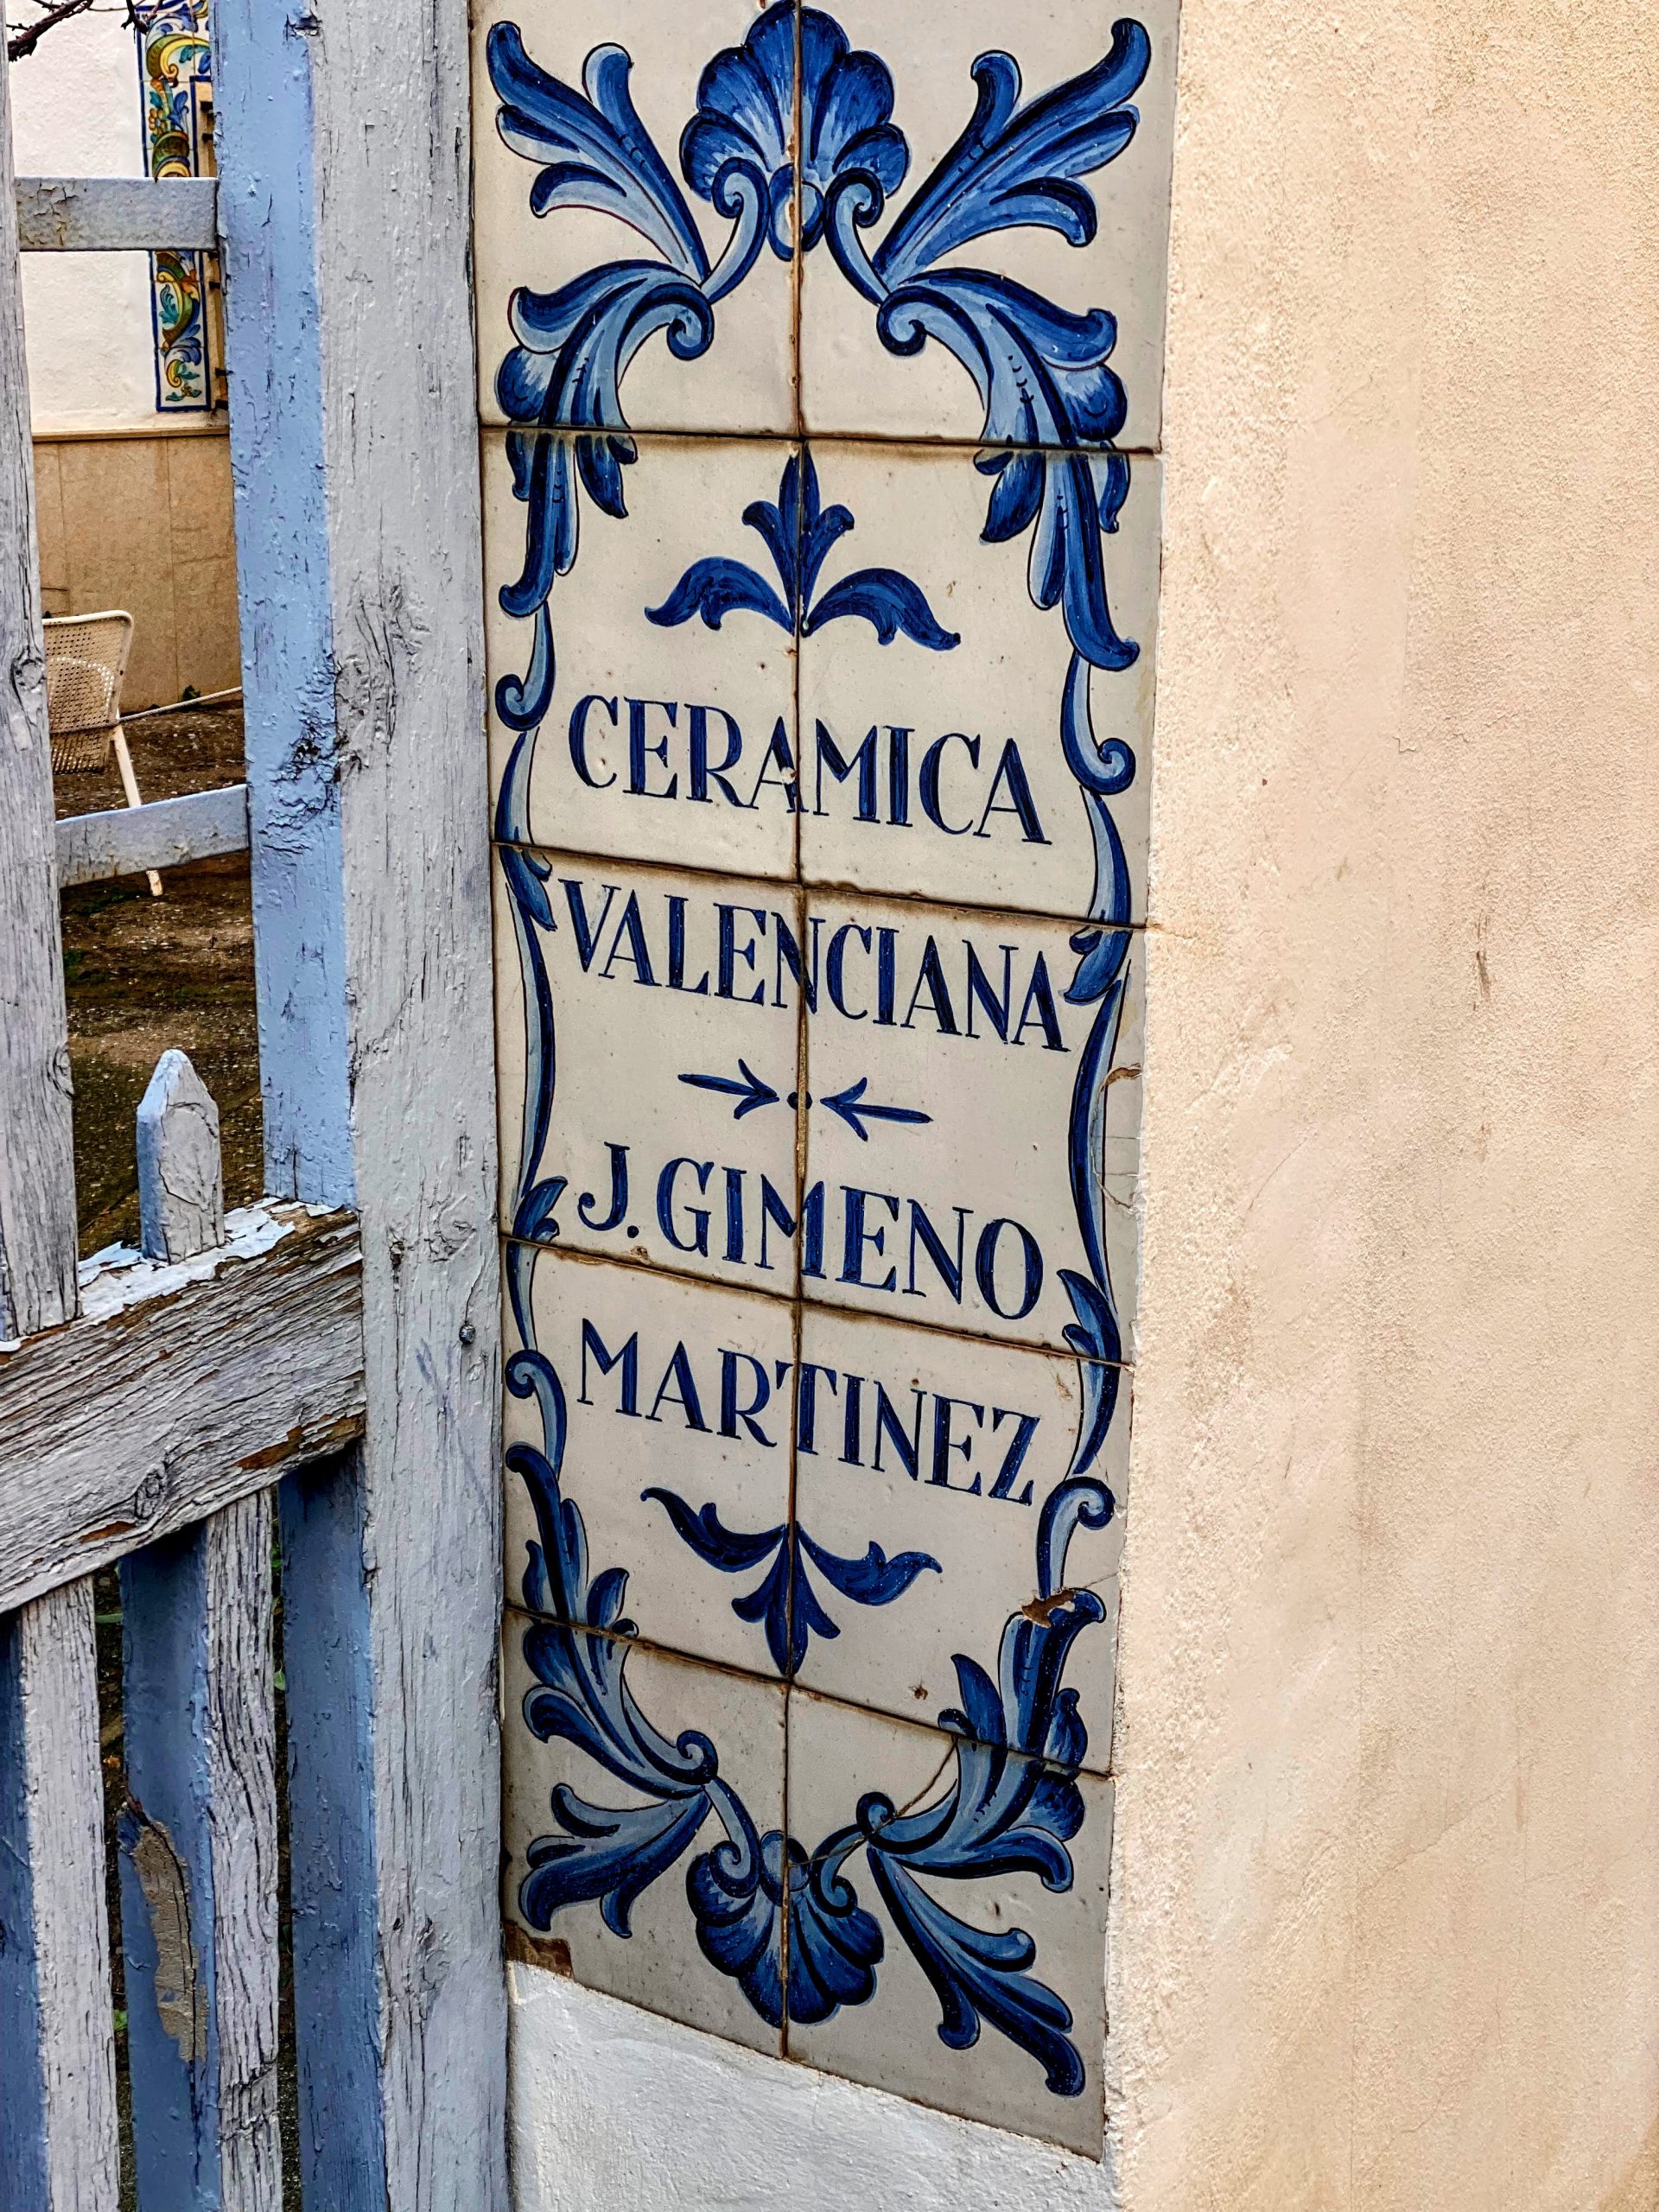 CERAMICA
VALENCIANA
J. GIMENO
MARTINEZ